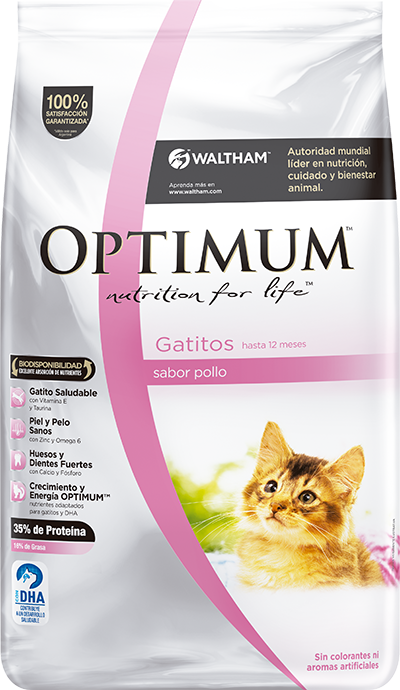 100%
SATISFACCIÓN
GARANTIZADA*
WALTHAM™
Aprenda más en
www.waltham.com
Autoridad mundial
líder en nutrición,
cuidado y bienestar
animal.
OPTIMUM™
nutrition for life™
Gatitos hasta 12 meses
sabor pollo
BIODISPONIBILIDAD
EXCELENTE ABSORCIÓN DE NUTRIENTES
Gatito Saludable
con Vitamina E
y Taurina
Piel y Pelo
Sanos
con Zinc y Omega 6
Huesos y
Dientes Fuertes
con Calcio y Fósforo
Crecimiento y
Energía OPTIMUM™
nutrientes adaptados
para gatitos y DHA
35% de Proteína
16% de Grasa
DHA
CONTRIBUYE
A UN DESARROLLO
SALUDABLE
Sin colorantes ni
aromas artificiales